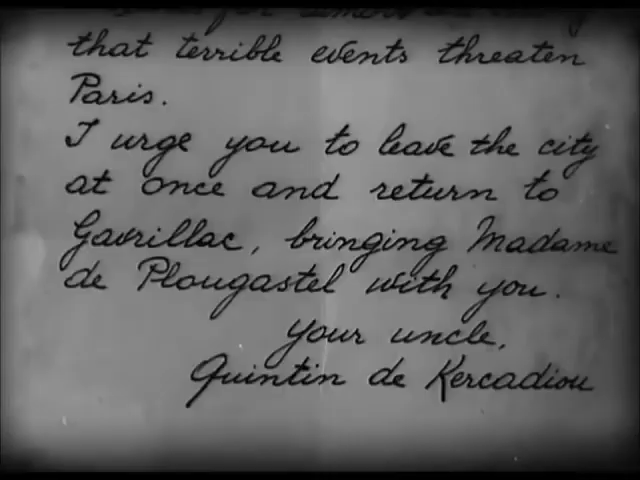 that terrible events threaten
Paris.
I urge you to leave the city
at once and return to
Gavrillac, bringing Madame
de Plougastel with you.
Your uncle,
Quintin de Kercadiou